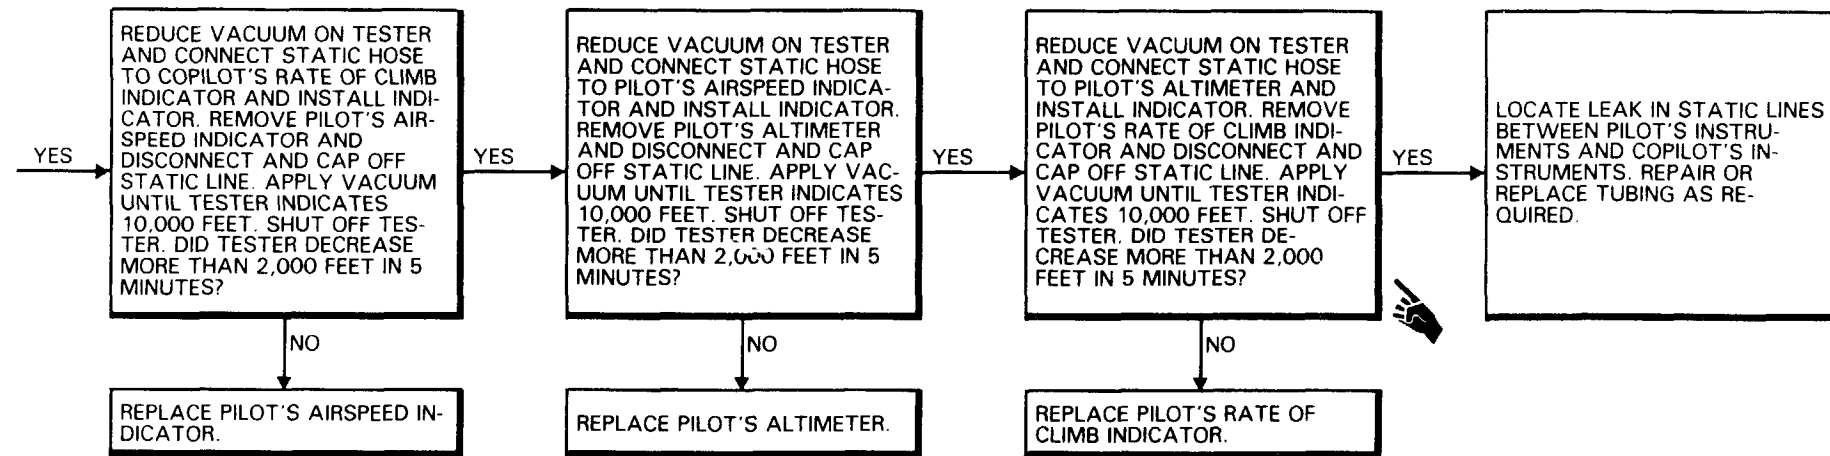 YES
REDUCE VACUUM ON TESTER
AND CONNECT STATIC HOSE
TO COPILOT'S RATE OF CLIMB
INDICATOR AND INSTALL INDI-
CATOR. REMOVE PILOT'S AIR-
SPEED INDICATOR AND
DISCONNECT AND CAP OFF
STATIC LINE. APPLY VACUUM
UNTIL TESTER INDICATES
10,000 FEET. SHUT OFF TES-
TER. DID TESTER DECREASE
MORE THAN 2,000 FEET IN 5
MINUTES?
NO
REPLACE PILOT'S AIRSPEED IN-
DICATOR.
YES
REDUCE VACUUM ON TESTER
AND CONNECT STATIC HOSE
TO PILOT'S AIRSPEED INDICA-
TOR AND INSTALL INDICATOR.
REMOVE PILOT'S ALTIMETER
AND DISCONNECT AND CAP
OFF STATIC LINE. APPLY VAC-
UUM UNTIL TESTER INDICATES
10,000 FEET. SHUT OFF TES-
TER. DID TESTER DECREASE
MORE THAN 2,000 FEET IN 5
MINUTES?
NO
REPLACE PILOT'S ALTIMETER.
YES
REDUCE VACUUM ON TESTER
AND CONNECT STATIC HOSE
TO PILOT'S ALTIMETER AND
INSTALL INDICATOR. REMOVE
PILOT'S RATE OF CLIMB INDI-
CATOR AND DISCONNECT AND
CAP OFF STATIC LINE. APPLY
VACUUM UNTIL TESTER INDI-
CATES 10,000 FEET. SHUT OFF
TESTER. DID TESTER DE-
CREASE MORE THAN 2,000
FEET IN 5 MINUTES?
NO
REPLACE PILOT'S RATE OF
CLIMB INDICATOR.
YES
LOCATE LEAK IN STATIC LINES
BETWEEN PILOT'S INSTRU-
MENTS AND COPILOT'S IN-
STRUMENTS. REPAIR OR
REPLACE TUBING AS RE-
QUIRED.